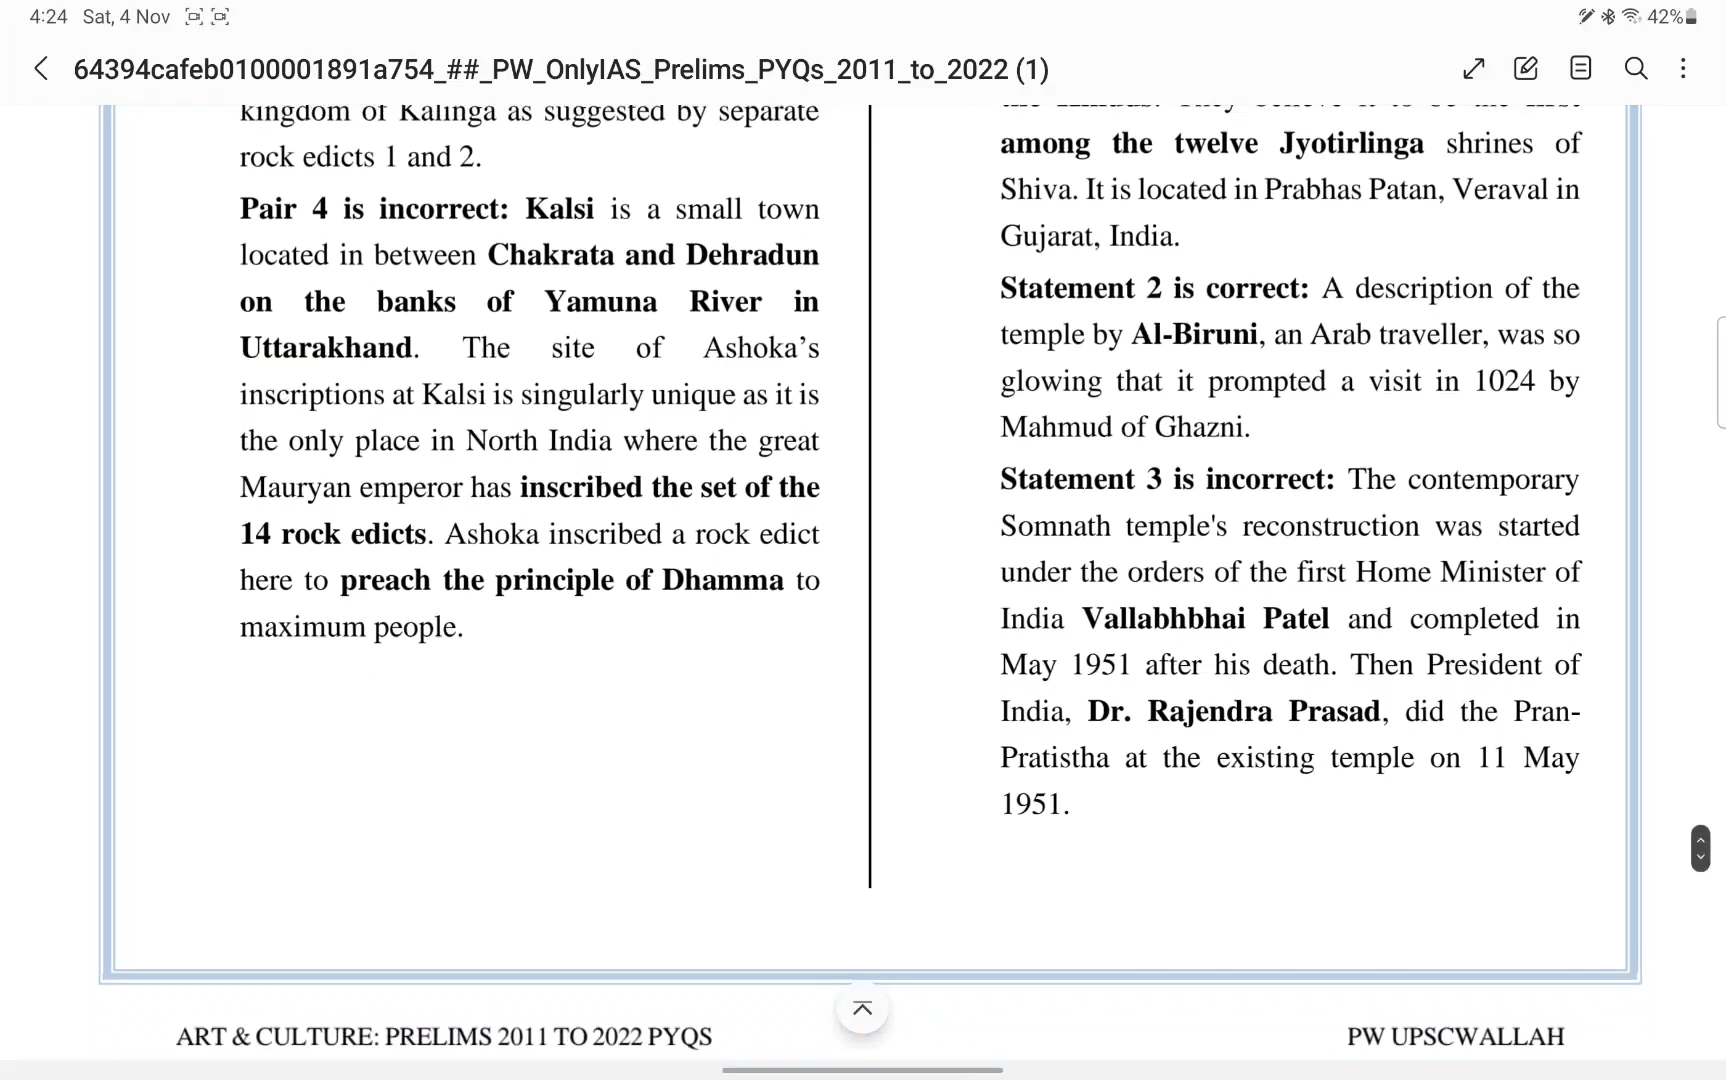 4:24 Sat, 4 Nov
42%
64394cafeb0100001891a754_##_PW_OnlyIAS_Prelims_PYQs_2011_to_2022 (1)
kingdom of Kalinga as suggested by separate
rock edicts 1 and 2.
Pair 4 is incorrect: Kalsi is a small town
located in between Chakrata and Dehradun
on the banks of Yamuna River in
Uttarakhand. The site of Ashoka’s
inscriptions at Kalsi is singularly unique as it is
the only place in North India where the great
Mauryan emperor has inscribed the set of the
14 rock edicts. Ashoka inscribed a rock edict
here to preach the principle of Dhamma to
maximum people.
among the twelve Jyotirlinga shrines of
Shiva. It is located in Prabhas Patan, Veraval in
Gujarat, India.
Statement 2 is correct: A description of the
temple by Al-Biruni, an Arab traveller, was so
glowing that it prompted a visit in 1024 by
Mahmud of Ghazni.
Statement 3 is incorrect: The contemporary
Somnath temple's reconstruction was started
under the orders of the first Home Minister of
India Vallabhbhai Patel and completed in
May 1951 after his death. Then President of
India, Dr. Rajendra Prasad, did the Pran-
Pratistha at the existing temple on 11 May
1951.
ART & CULTURE: PRELIMS 2011 TO 2022 PYQS
PW UPSCWALLAH